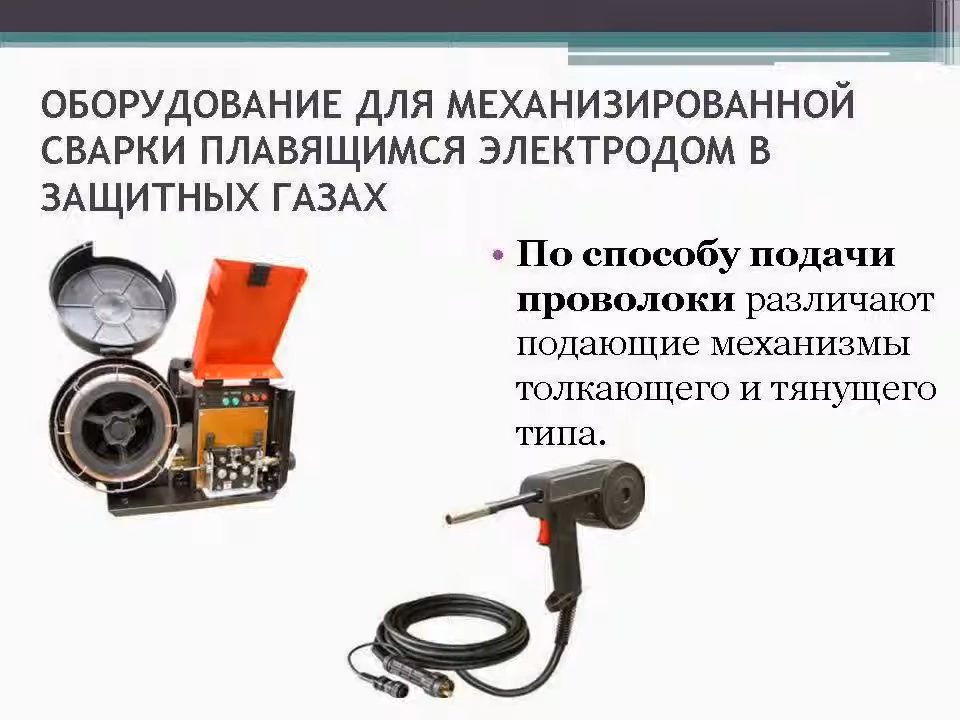 ОБОРУДОВАНИЕ ДЛЯ МЕХАНИЗИРОВАННОЙ
СВАРКИ ПЛАВЯЩИМСЯ ЭЛЕКТРОДОМ В
ЗАЩИТНЫХ ГАЗАХ
• По способу подачи
проволоки различают
подающие механизмы
толкающего и тянущего
типа.